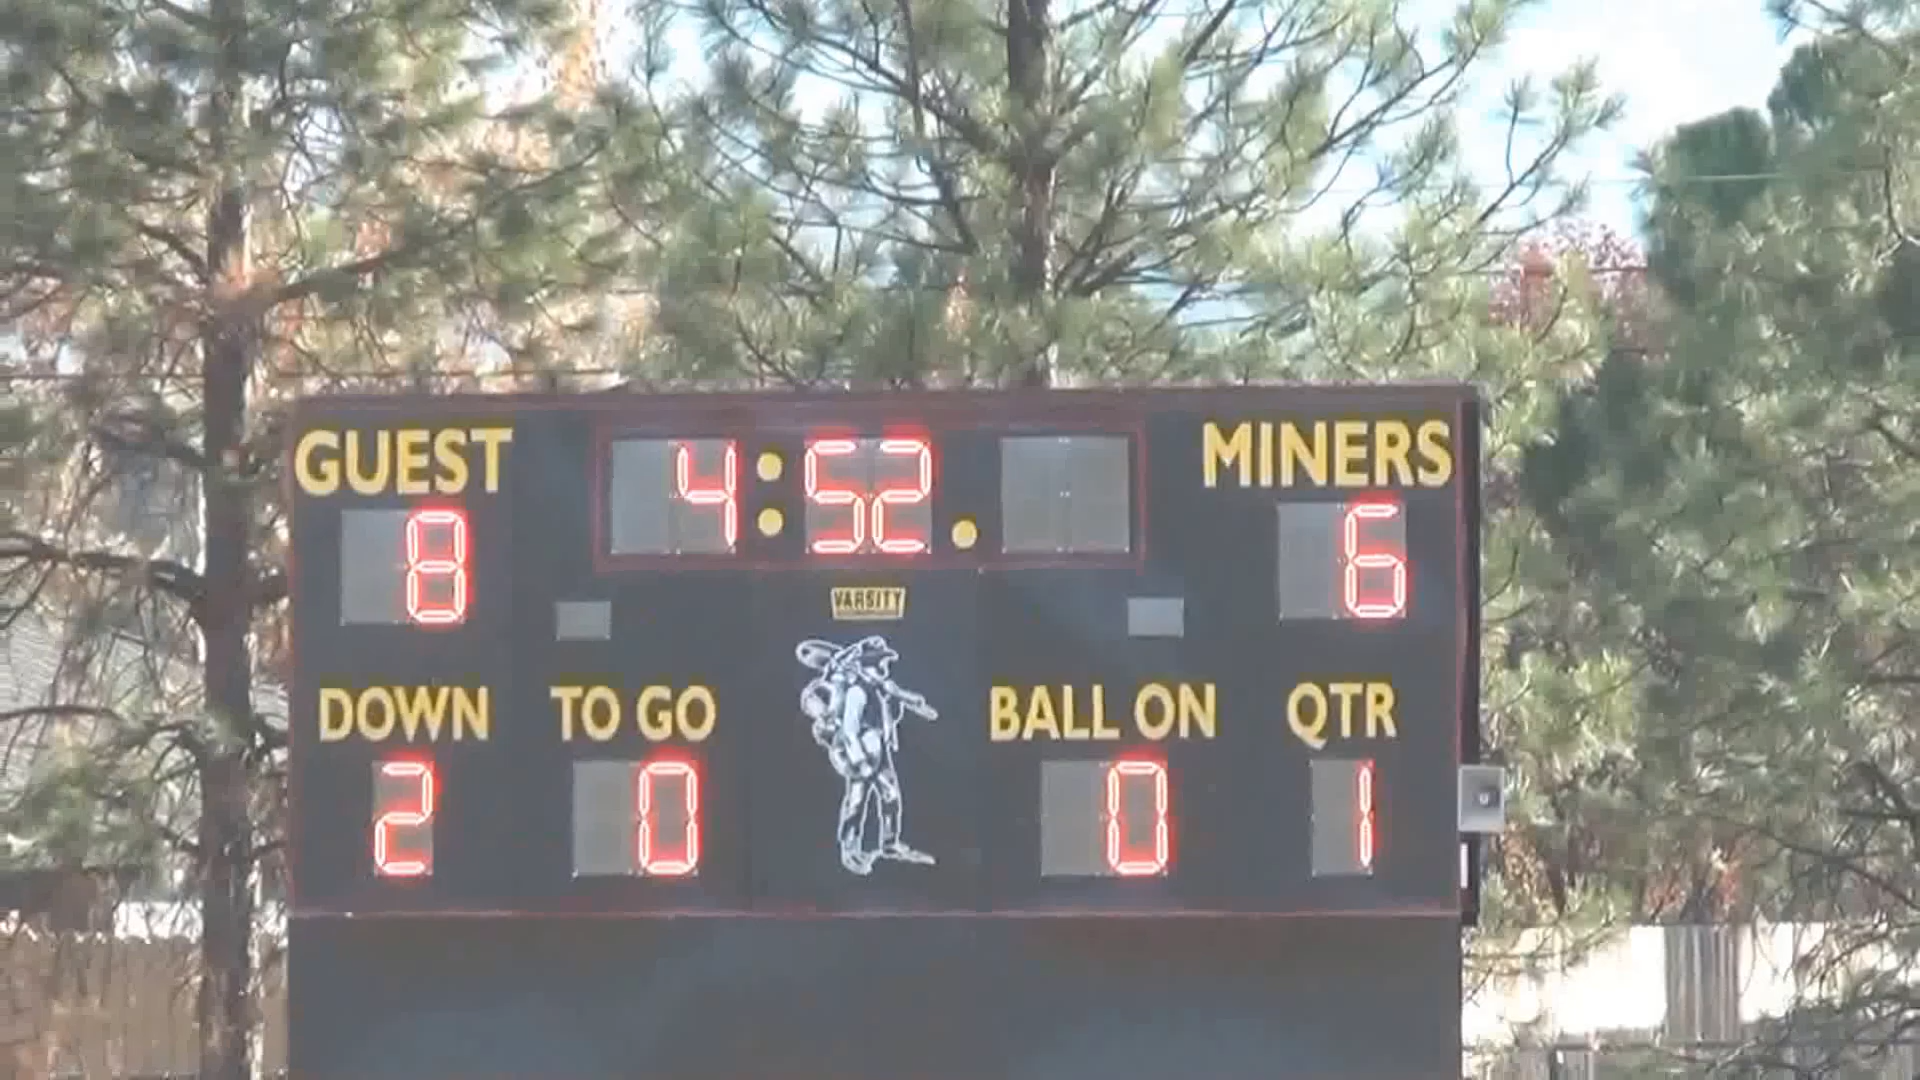 GUEST 4:52. MINERS
8 6
VARSITY
DOWN TO GO BALL ON QTR
2 0 0 1